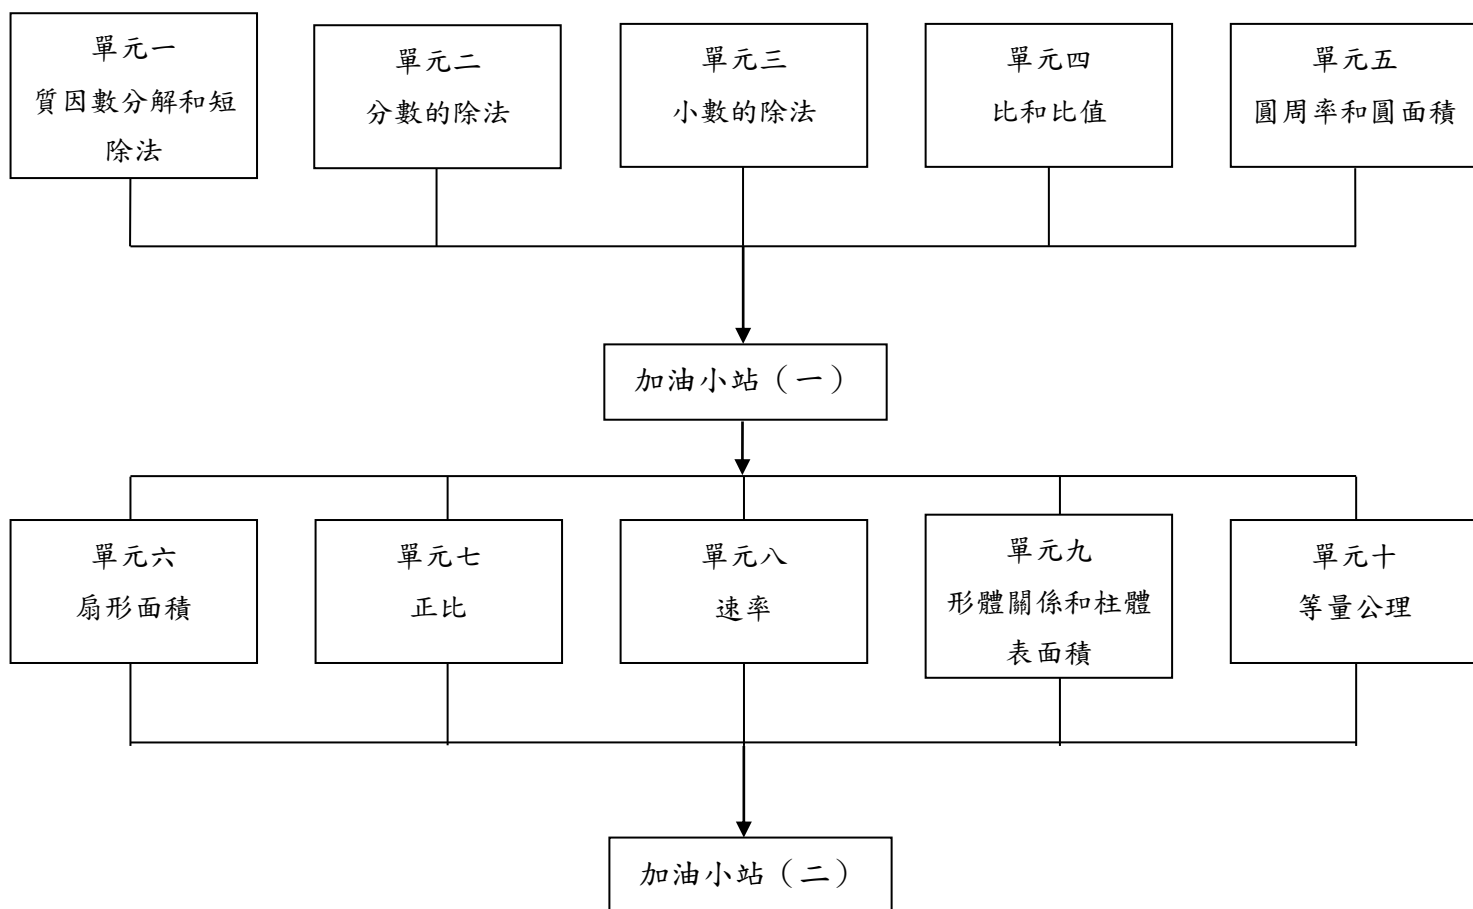 單元一
質因數分解和短
除法
單元二
分數的除法
單元三
小數的除法
單元四
比和比值
單元五
圓周率和圓面積
加油小站（一）
單元六
扇形面積
單元七
正比
單元八
速率
單元九
形體關係和柱體
表面積
單元十
等量公理
加油小站（二）